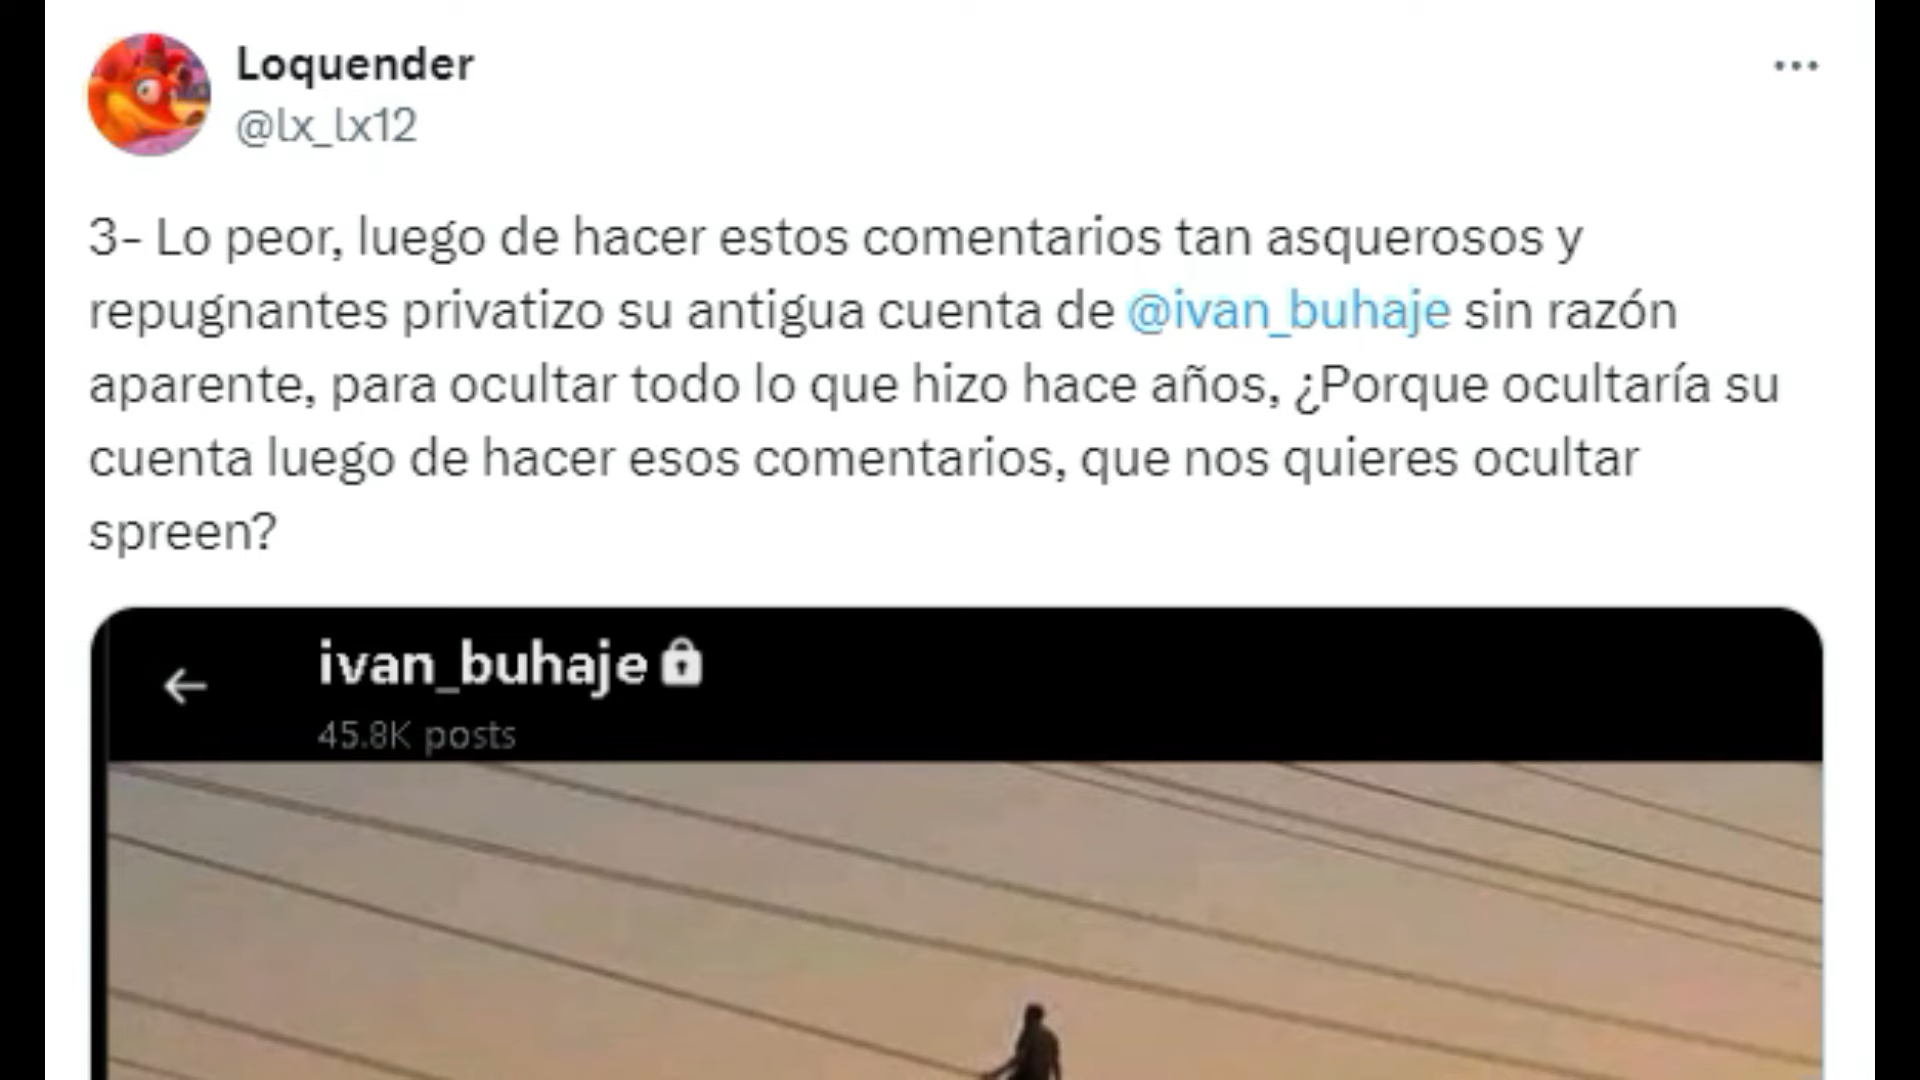 Loquender
@lx_lx12
3- Lo peor, luego de hacer estos comentarios tan asquerosos y
repugnantes privatizo su antigua cuenta de @ivan_buhaje sin razón
aparente, para ocultar todo lo que hizo hace años, ¿Porque ocultaría su
cuenta luego de hacer esos comentarios, que nos quieres ocultar
spreen?
ivan_buhaje
45.8K posts